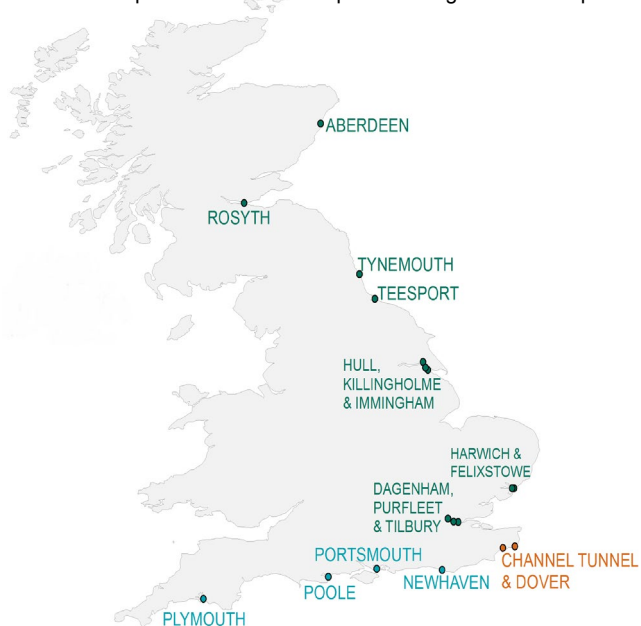 ABERDEEN
ROSYTH
TYNEMOUTH
TEESPORT
HULL,
KILLINGHOLME
& IMMINGHAM
HARWICH &
FELIXSTOWE
DAGENHAM,
PURFLEET
& TILBURY
PORTSMOUTH
CHANNEL TUNNEL
& DOVER
NEWHAVEN
POOLE
PLYMOUTH